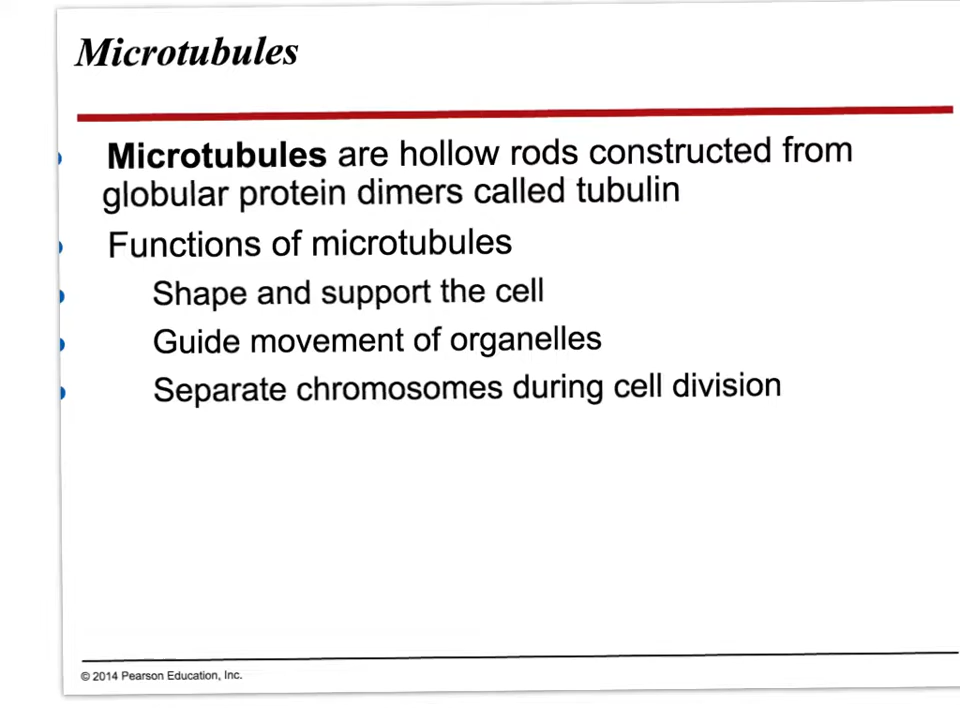 Microtubules
Microtubules are hollow rods constructed from
globular protein dimers called tubulin
Functions of microtubules
Shape and support the cell
Guide movement of organelles
Separate chromosomes during cell division
© 2014 Pearson Education, Inc.